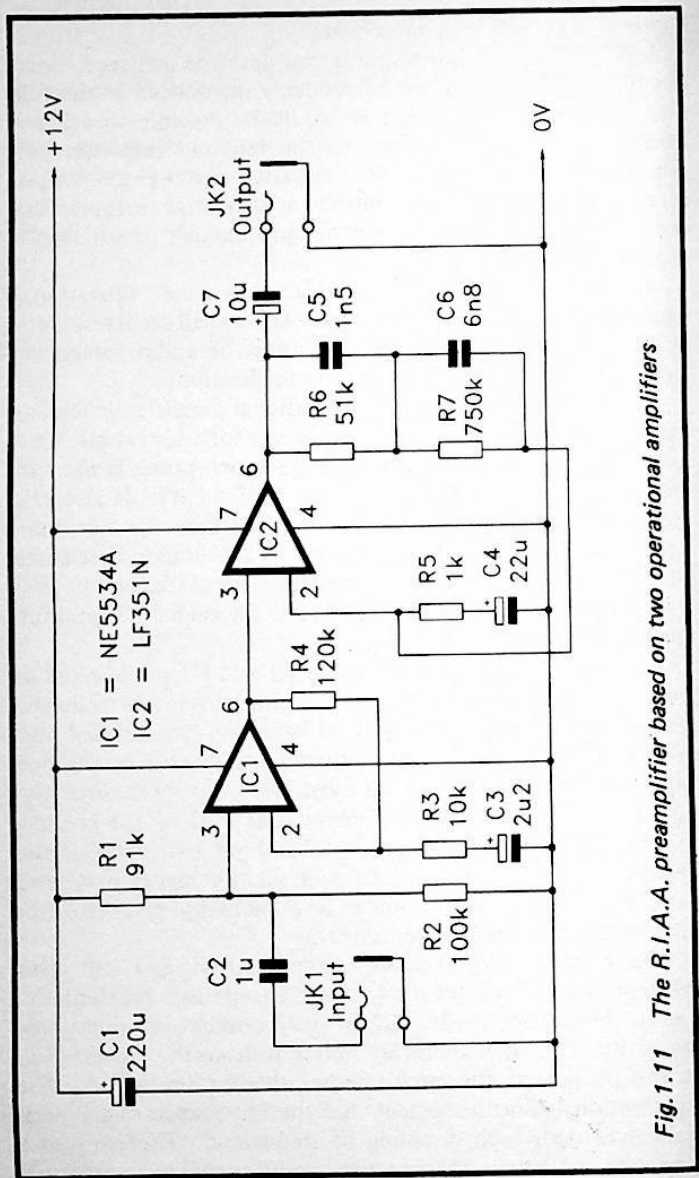 +12V
IC1 = NE5534A
IC2 = LF351N
C1
220u
R1
91k
C2
1u
JK1
Input
R2
100k
3
2
7
6
4
IC1
R4
120k
R3
10k
C3
2u2
3
2
7
6
4
IC2
R5
1k
C4
22u
R6
51k
C5
1n5
R7
750k
C6
6n8
C7
10u
JK2
Output
0V
Fig.1.11 The R.I.A.A. preamplifier based on two operational amplifiers